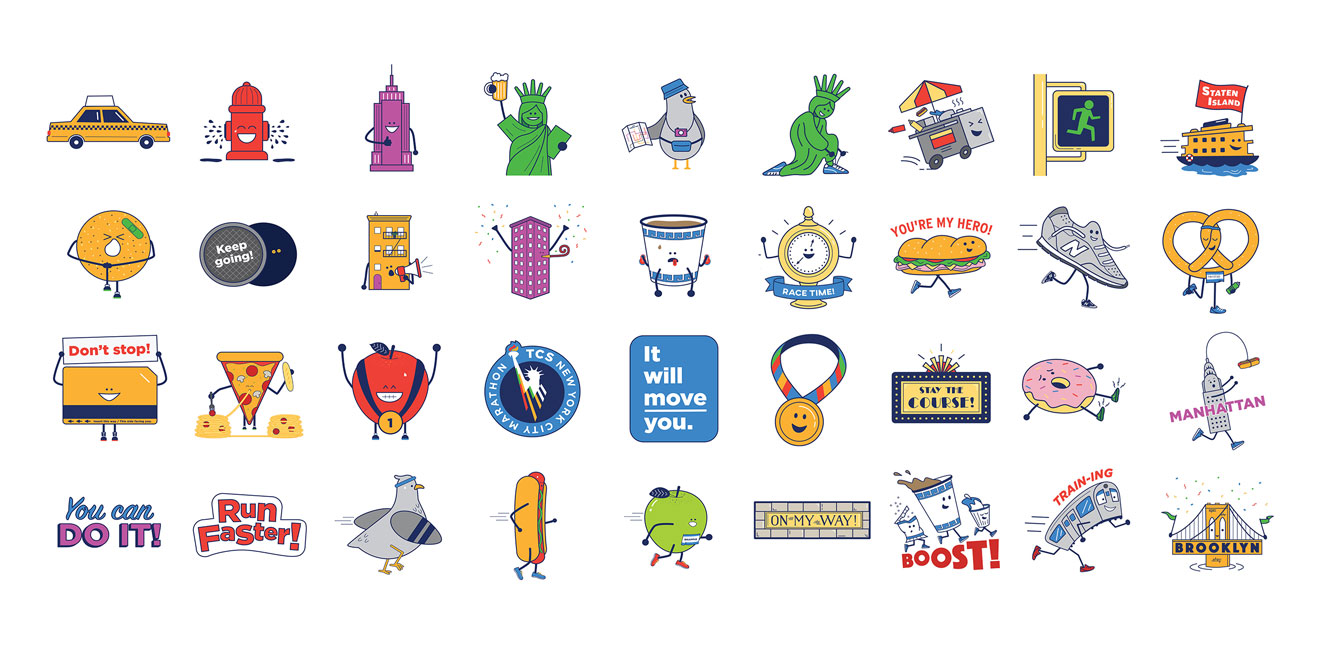 STATEN
ISLAND
Keep
going!
RACE TIME!
YOU'RE MY HERO!
N
Don't stop!
1
TCS NEW YORK CITY MARATHON
It
will
move
you.
STAY THE
COURSE!
MANHATTAN
You can
DO IT!
Run
Faster!
ON-MY-WAY!
BOOST!
TRAIN-ING
BROOKLYN